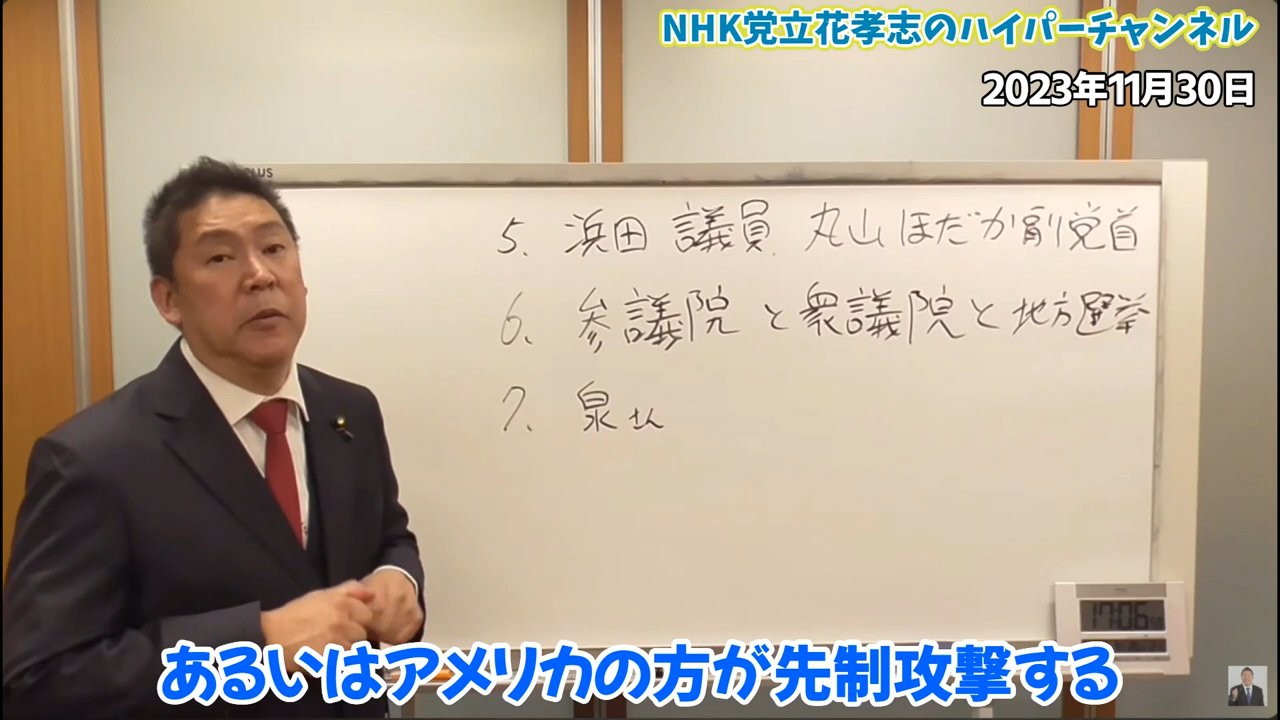 NHK党立花孝志のハイパーチャンネル
2023年11月30日
PLUS
5. 浜田 議員 丸山ほだか副党首
6. 参議院と衆議院と地方選挙
7. 泉さん
17:06
あるいはアメリカの方が先制攻撃する